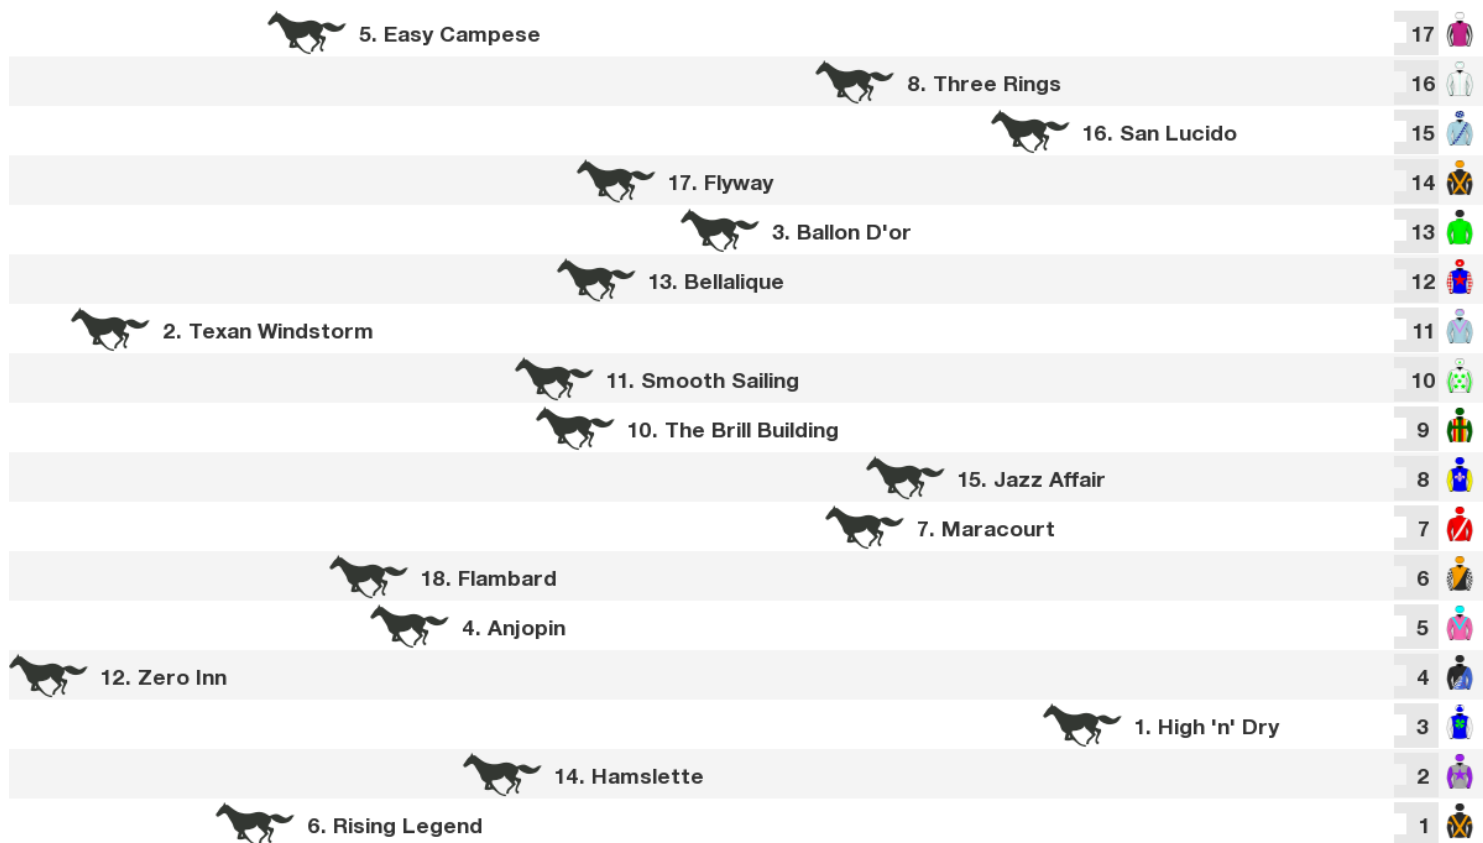 5. Easy Campese 17
8. Three Rings 16
16. San Lucido 15
17. Flyway 14
3. Ballon D'or 13
13. Bellalique 12
2. Texan Windstorm 11
11. Smooth Sailing 10
10. The Brill Building 9
15. Jazz Affair 8
7. Maracourt 7
18. Flambard 6
4. Anjopin 5
12. Zero Inn 4
1. High 'n' Dry 3
14. Hamslette 2
6. Rising Legend 1